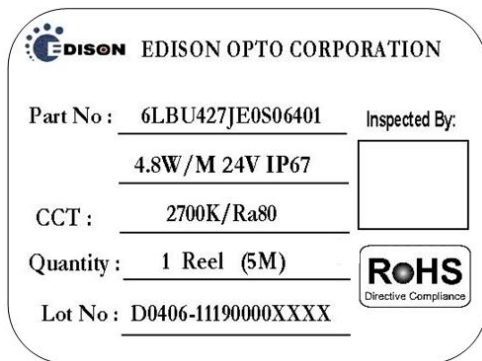 EDISON EDISON OPTO CORPORATION
Part No : 6LBU427JE0S06401
Inspected By:
4.8W/M 24V IP67
CCT : 2700K/Ra80
Quantity : 1 Reel (5M)
RoHS
Directive Compliance
Lot No : D0406-11190000XXXX